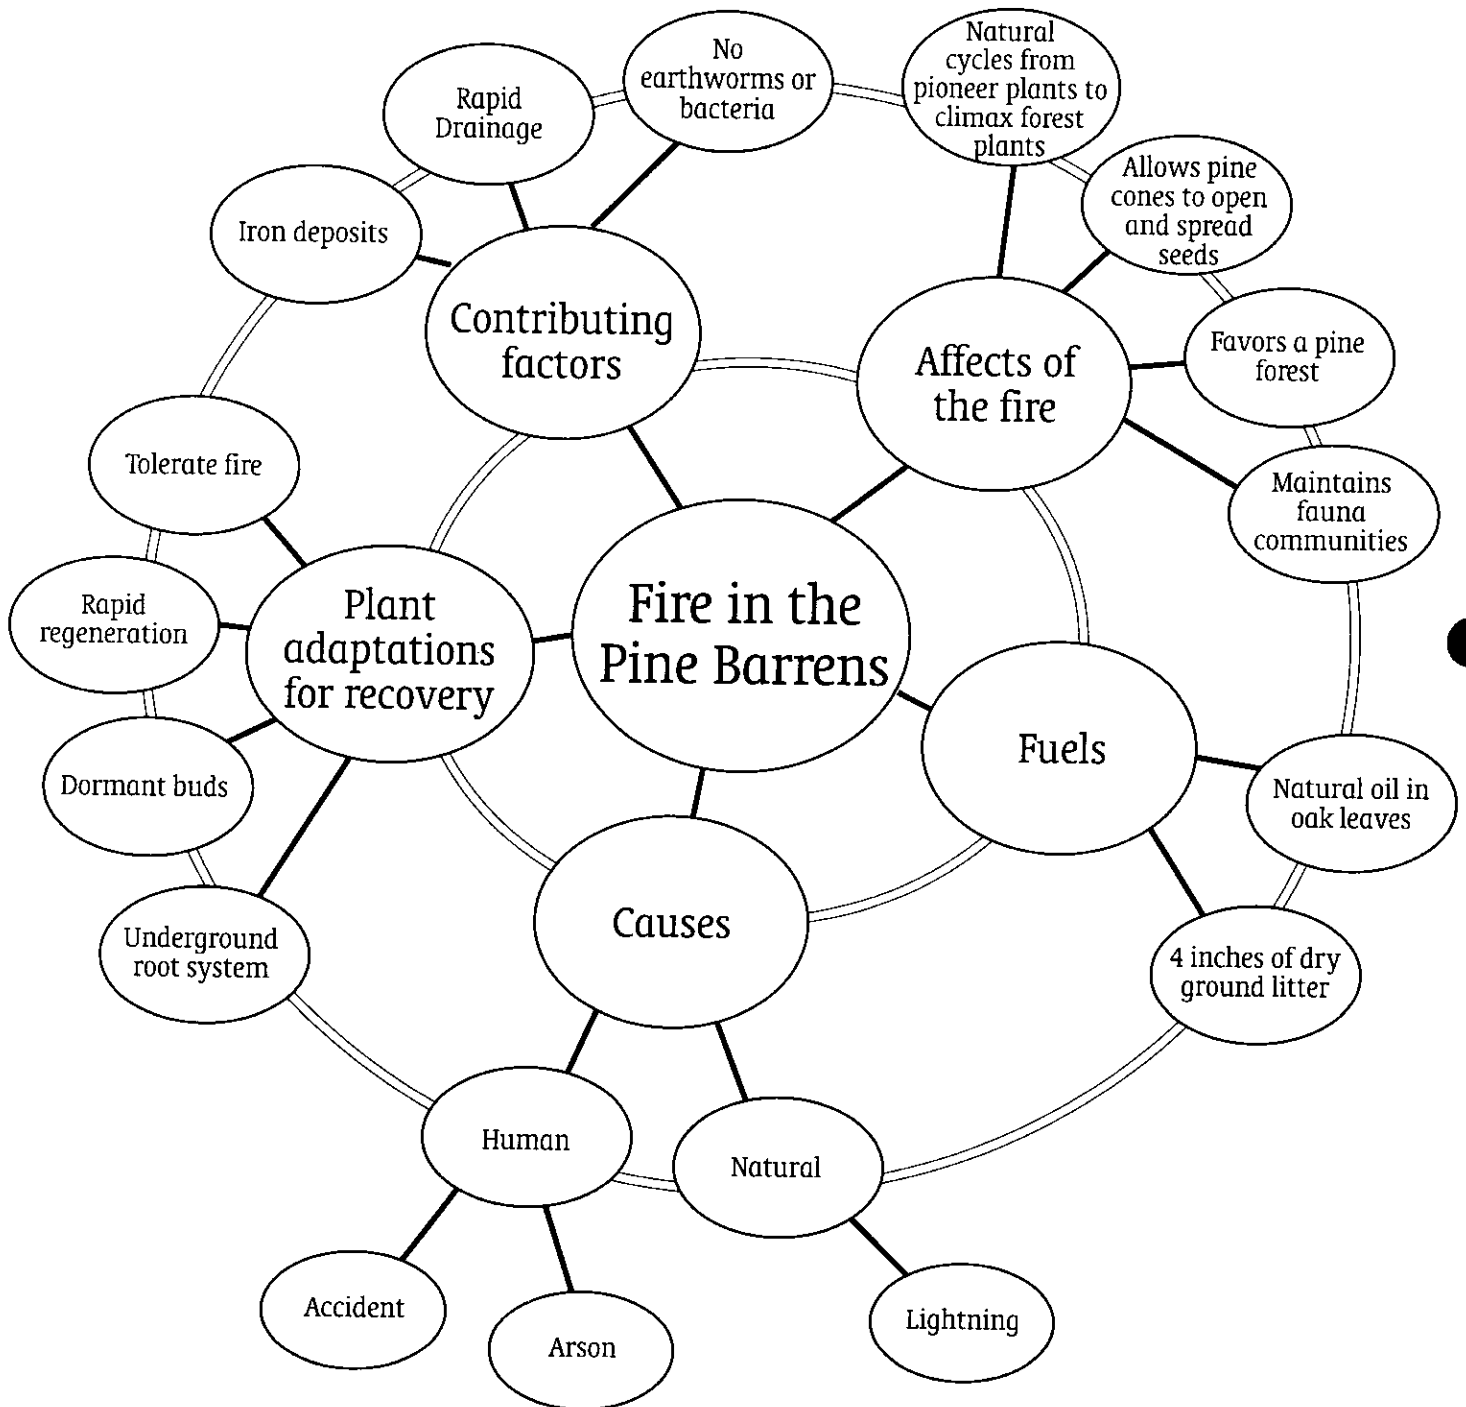 No
earthworms or
bacteria
Natural
cycles from
pioneer plants to
climax forest
plants
Rapid
Drainage
Allows pine
cones to open
and spread
seeds
Iron deposits
Contributing
factors
Affects of
the fire
Favors a pine
forest
Tolerate fire
Maintains
fauna
communities
Rapid
regeneration
Plant
adaptations
for recovery
Fire in the
Pine Barrens
Fuels
Dormant buds
Natural oil in
oak leaves
Causes
Underground
root system
4 inches of dry
ground litter
Human
Natural
Accident
Arson
Lightning